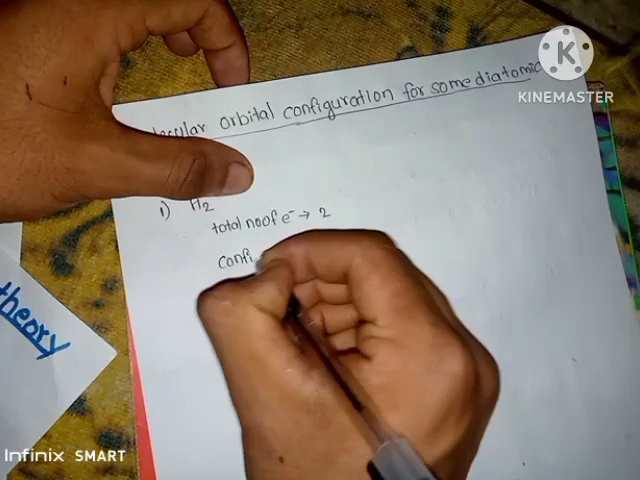 orbital configuration for some diatomic
1) H2
total no of e⁻ → 2
confi
theory
KINEMASTER
Infinix SMART